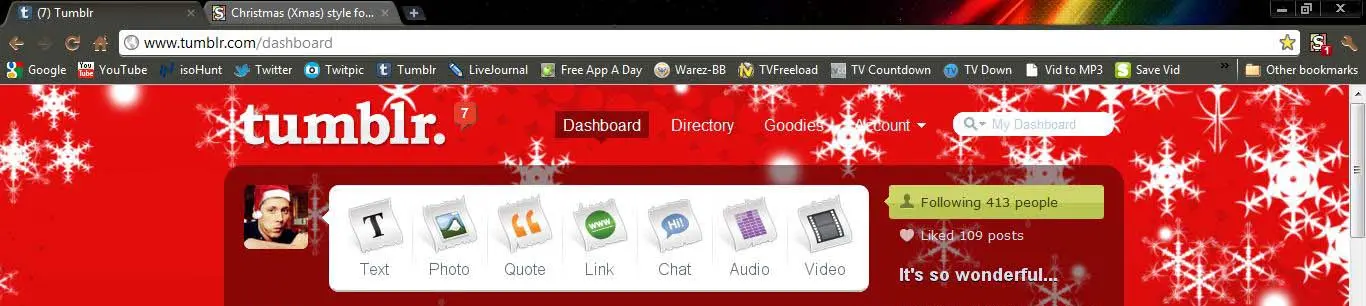 (7) Tumblr
Christmas (Xmas) style fo...
www.tumblr.com/dashboard
1
Google YouTube isoHunt Twitter Twitpic Tumblr LiveJournal Free App A Day Warez-BB TVFreeload TV Countdown TV Down Vid to MP3 Save Vid » Other bookmarks
tumblr. 7
Dashboard Directory Goodies Account My Dashboard
T www Hi!
Text Photo Quote Link Chat Audio Video
Following 413 people
Liked 109 posts
It's so wonderful...